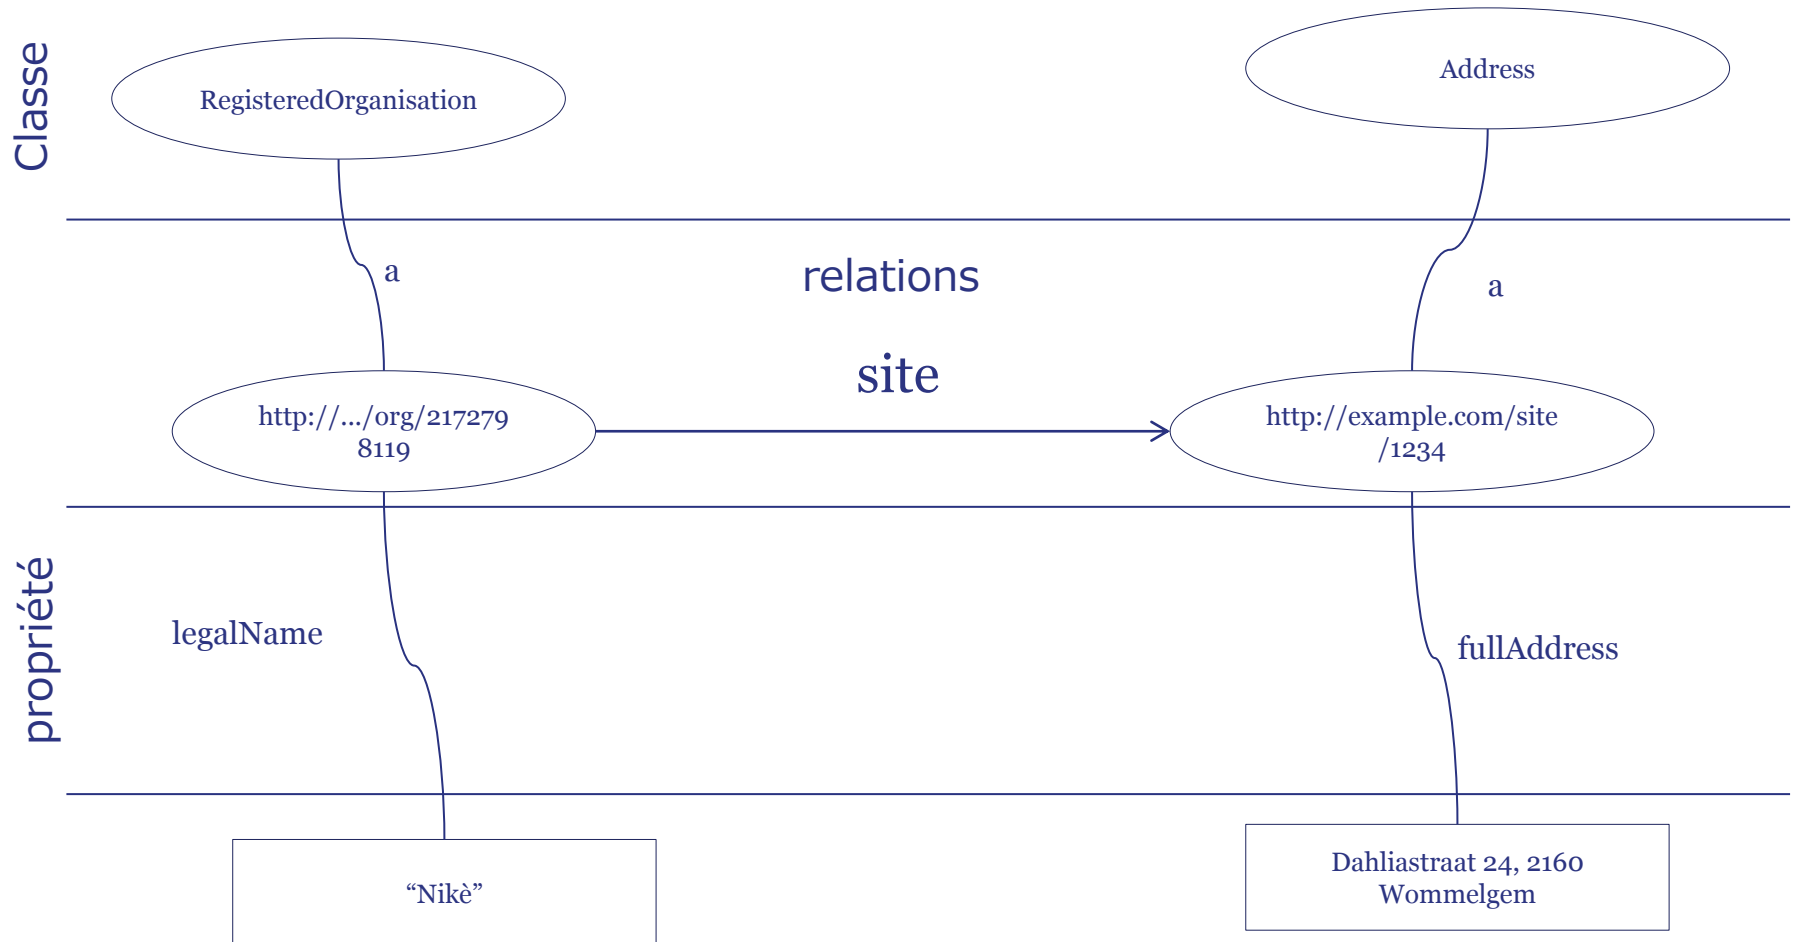 Classe
RegisteredOrganisation
Address
a
relations
a
site
http://.../org/217279
8119
http://example.com/site
/1234
propriété
legalName
fullAddress
“Nikè”
Dahliastraat 24, 2160
Wommelgem